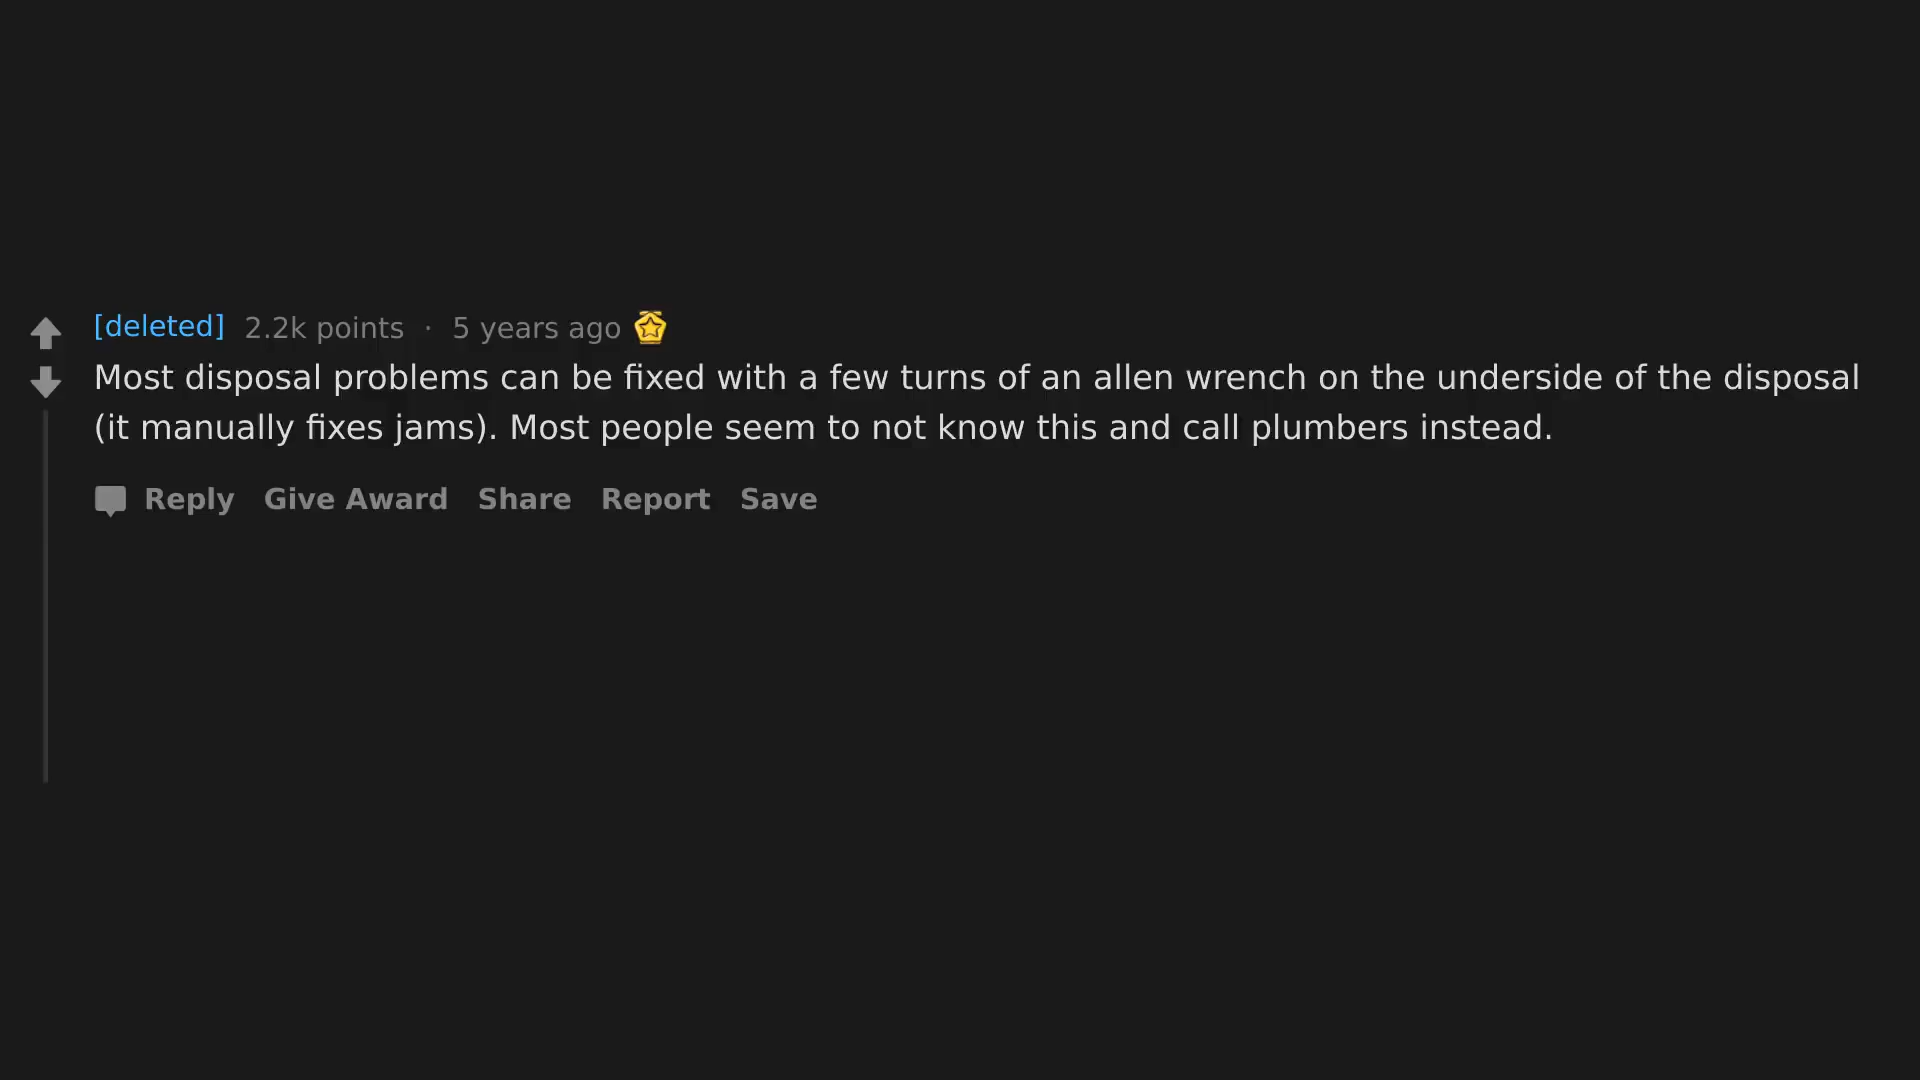 [deleted] 2.2k points · 5 years ago
Most disposal problems can be fixed with a few turns of an allen wrench on the underside of the disposal
(it manually fixes jams). Most people seem to not know this and call plumbers instead.
Reply Give Award Share Report Save